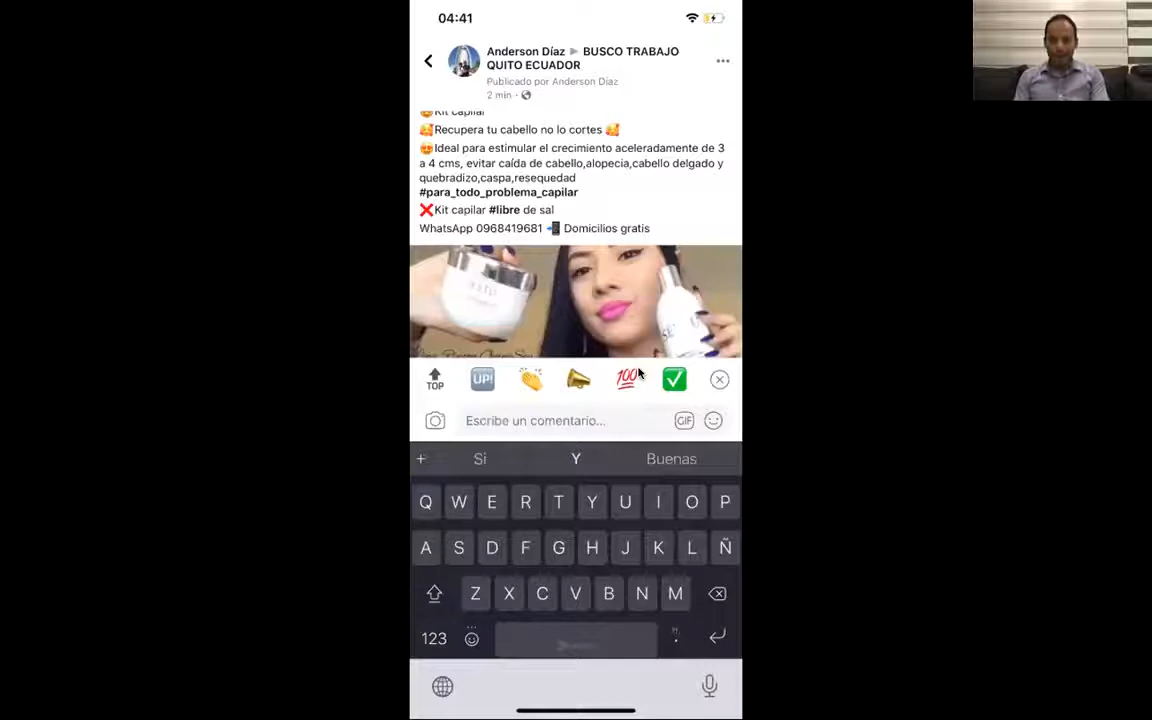 04:41
Anderson Díaz ▶ BUSCO TRABAJO
QUITO ECUADOR
Publicado por Anderson Díaz
2 min ·
😍Kit capilar
🥰Recupera tu cabello no lo cortes 🥰
😍Ideal para estimular el crecimiento aceleradamente de 3
a 4 cms, evitar caída de cabello,alopecia,cabello delgado y
quebradizo,caspa,resequedad
#para_todo_problema_capilar
❌Kit capilar #libre de sal
WhatsApp 0968419681 📲 Domicilios gratis
TOP UP! 100
Escribe un comentario... GIF
+ Si Y Buenas
Q W E R T Y U I O P
A S D F G H J K L Ñ
Z X C V B N M
123